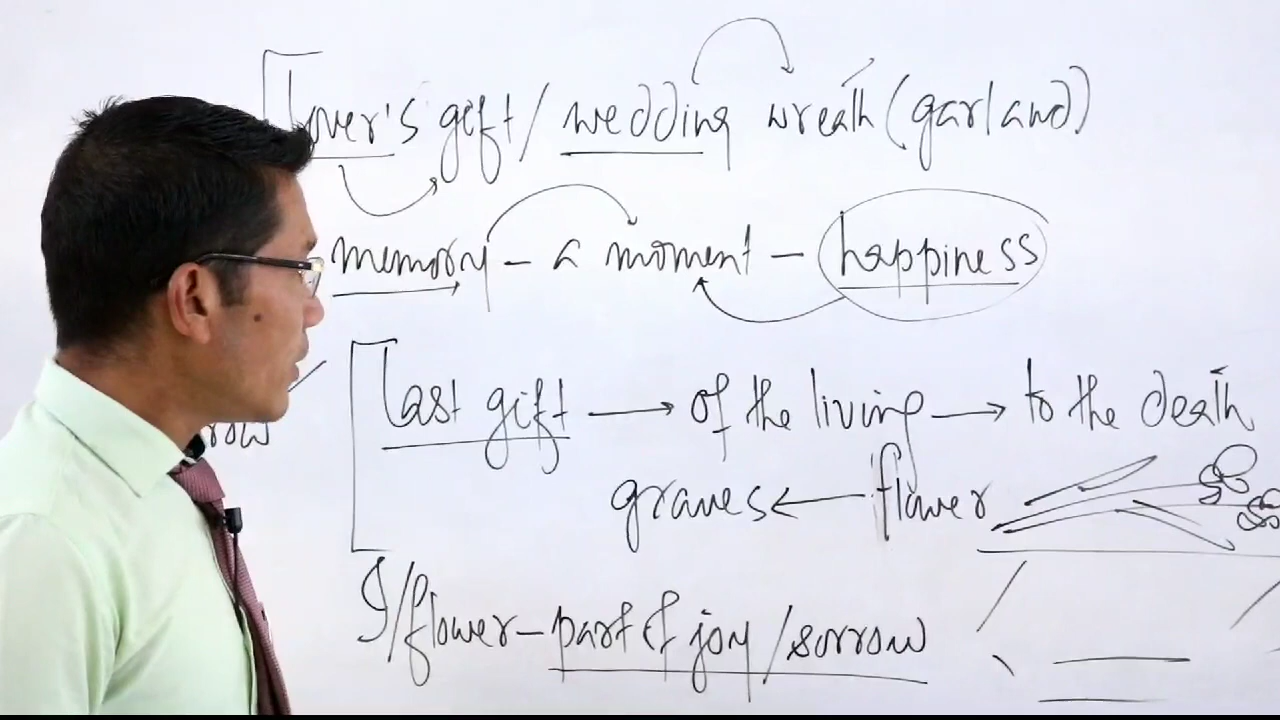 lover's gift/ wedding wreath (garland)
memory - a moment - happiness
last gift → of the living → to the death
row
graves ← flower
I/flower - part of joy/sorrow